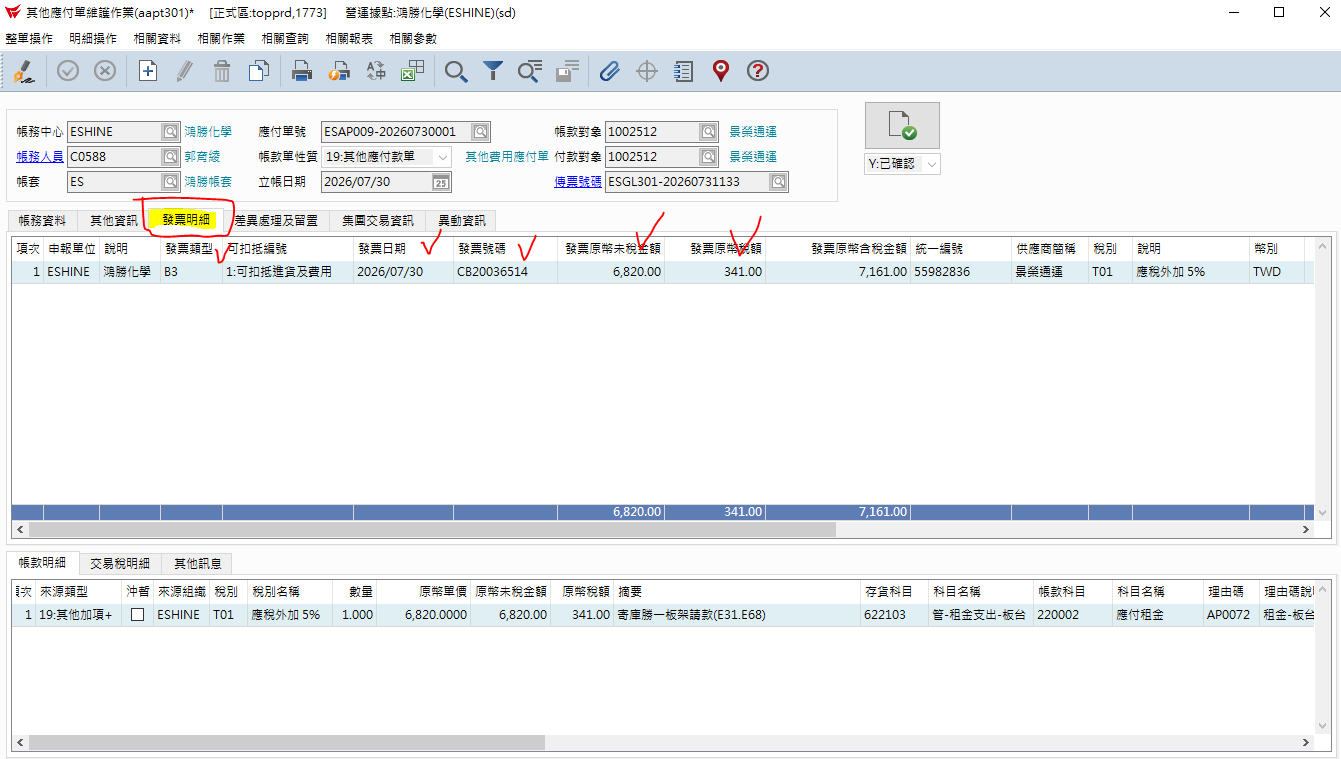 其他應付單維護作業(aapt301)* [正式區:topprd,1773] 營運據點:鴻勝化學(ESHINE)(sd)
整單操作 明細操作 相關資料 相關作業 相關查詢 相關報表 相關參數
帳務中心 ESHINE 鴻勝化學 應付單號 ESAP009-20260730001 帳款對象 1002512 景榮通運
帳務人員 C0588 郭育綾 帳款單性質 19:其他應付款單 其他費用應付單 付款對象 1002512 景榮通運
Y:已確認
帳套 ES 鴻勝帳套 立帳日期 2026/07/30 25 傳票號碼 ESGL301-20260731133
帳務資料 其他資訊 發票明細 差異處理及留置 集團交易資訊 異動資訊
項次 申報單位 說明 發票類型 可扣抵編號 發票日期 發票號碼 發票原幣未稅金額 發票原幣稅額 發票原幣含稅金額 統一編號 供應商簡稱 稅別 說明 幣別
1 ESHINE 鴻勝化學 B3 1:可扣抵進貨及費用 2026/07/30 CB20036514 6,820.00 341.00 7,161.00 55982836 景榮通運 T01 應稅外加 5% TWD
6,820.00 341.00 7,161.00
帳款明細 交易稅明細 其他訊息
項次 來源類型 沖暫 來源組織 稅別 稅別名稱 數量 原幣單價 原幣未稅金額 原幣稅額 摘要 存貨科目 科目名稱 帳款科目 科目名稱 理由碼 理由碼說明
1 19:其他加項+ ESHINE T01 應稅外加 5% 1.000 6,820.0000 6,820.00 341.00 寄庫勝一板架請款(E31.E68) 622103 管-租金支出-板台 220002 應付租金 AP0072 租金-板台